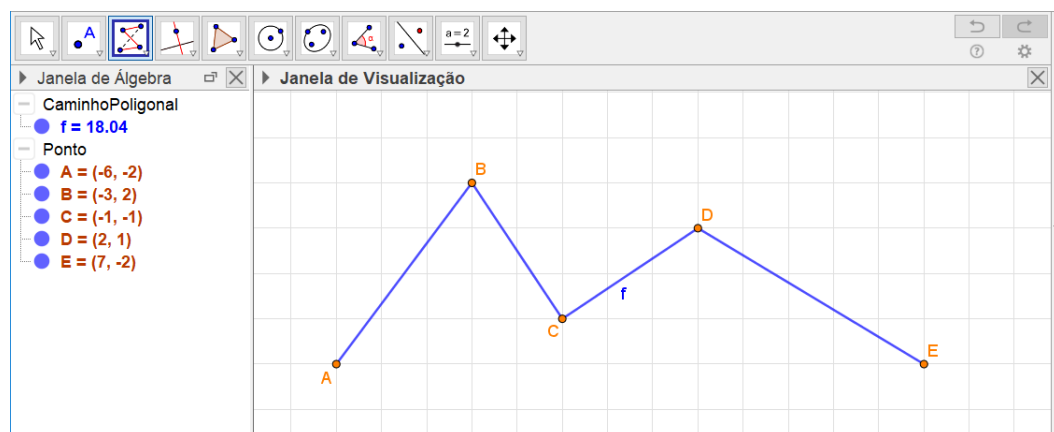 A
α
a = 2
Janela de Álgebra
Janela de Visualização
CaminhoPoligonal
f = 18.04
Ponto
A = (-6, -2)
B = (-3, 2)
C = (-1, -1)
D = (2, 1)
E = (7, -2)
B
D
f
C
E
A
?